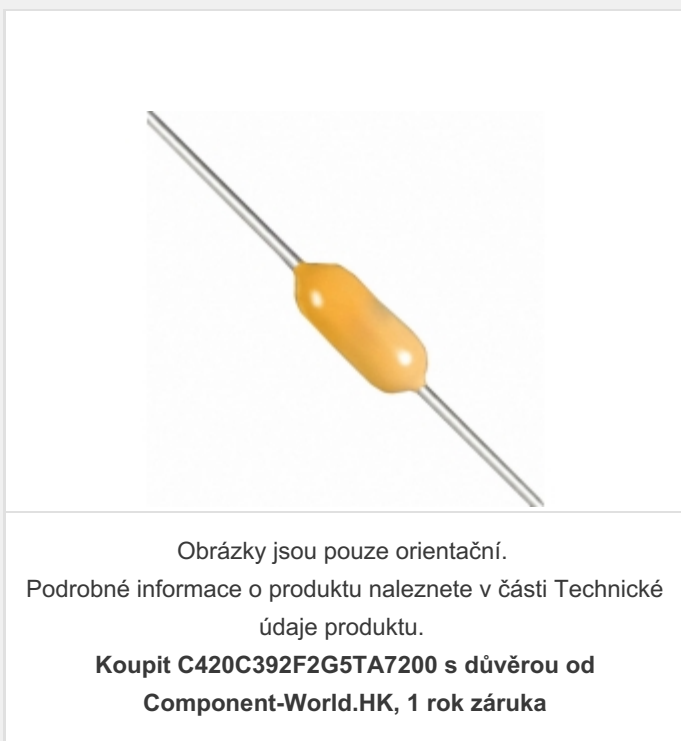 Obrázky jsou pouze orientační.
Podrobné informace o produktu naleznete v části Technické
údaje produktu.
Koupit C420C392F2G5TA7200 s důvěrou od
Component-World.HK, 1 rok záruka